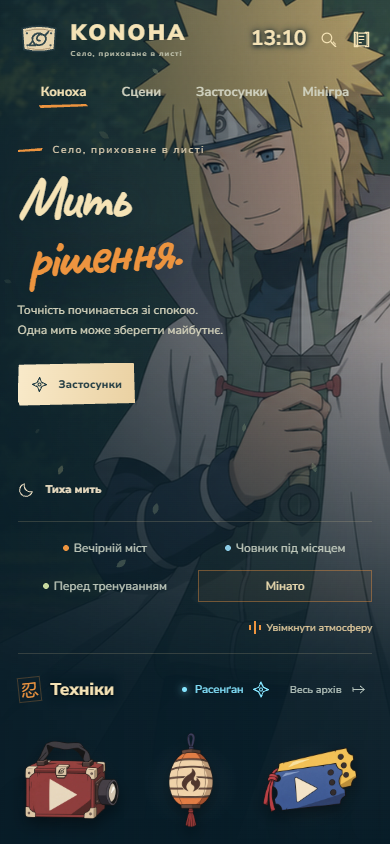 KONOHA
Село, приховане в листі
13:10
Коноха
Сцени
Застосунки
Мінігра
Село, приховане в листі
Мить
рішення.
Точність починається зі спокою.
Одна мить може зберегти майбутнє.
Застосунки
Тиха мить
Вечірній міст
Човник під місяцем
Перед тренуванням
Мінато
Увімкнути атмосферу
忍 Техніки
Расенґан
Весь архів